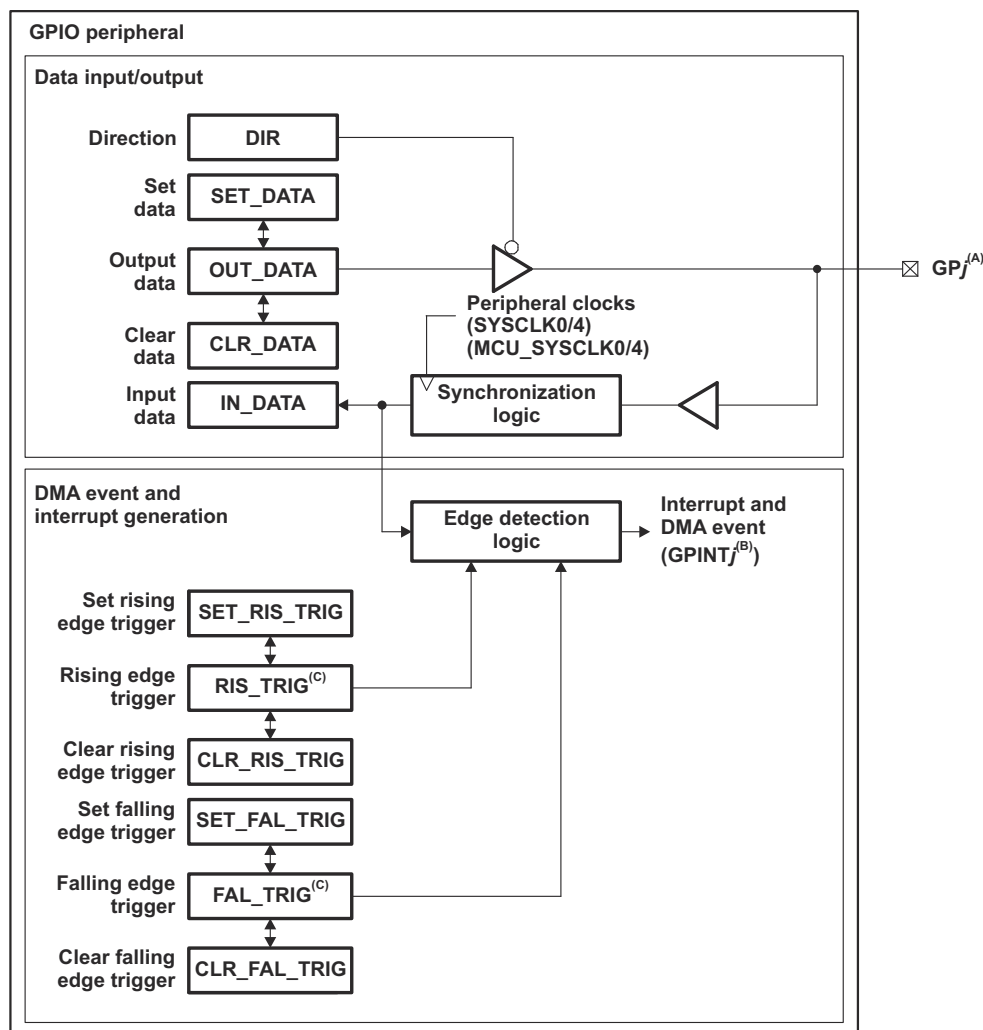 GPIO peripheral
Data input/output
Direction
DIR
Set
data
SET_DATA
Output
data
OUT_DATA
GPj(A)
Clear
data
CLR_DATA
Peripheral clocks
(SYSCLK0/4)
(MCU_SYSCLK0/4)
Input
data
IN_DATA
Synchronization
logic
DMA event and
interrupt generation
Edge detection
logic
Interrupt and
DMA event
(GPINTj(B))
Set rising
edge trigger
SET_RIS_TRIG
Rising edge
trigger
RIS_TRIG(C)
Clear rising
edge trigger
CLR_RIS_TRIG
Set falling
edge trigger
SET_FAL_TRIG
Falling edge
trigger
FAL_TRIG(C)
Clear falling
edge trigger
CLR_FAL_TRIG